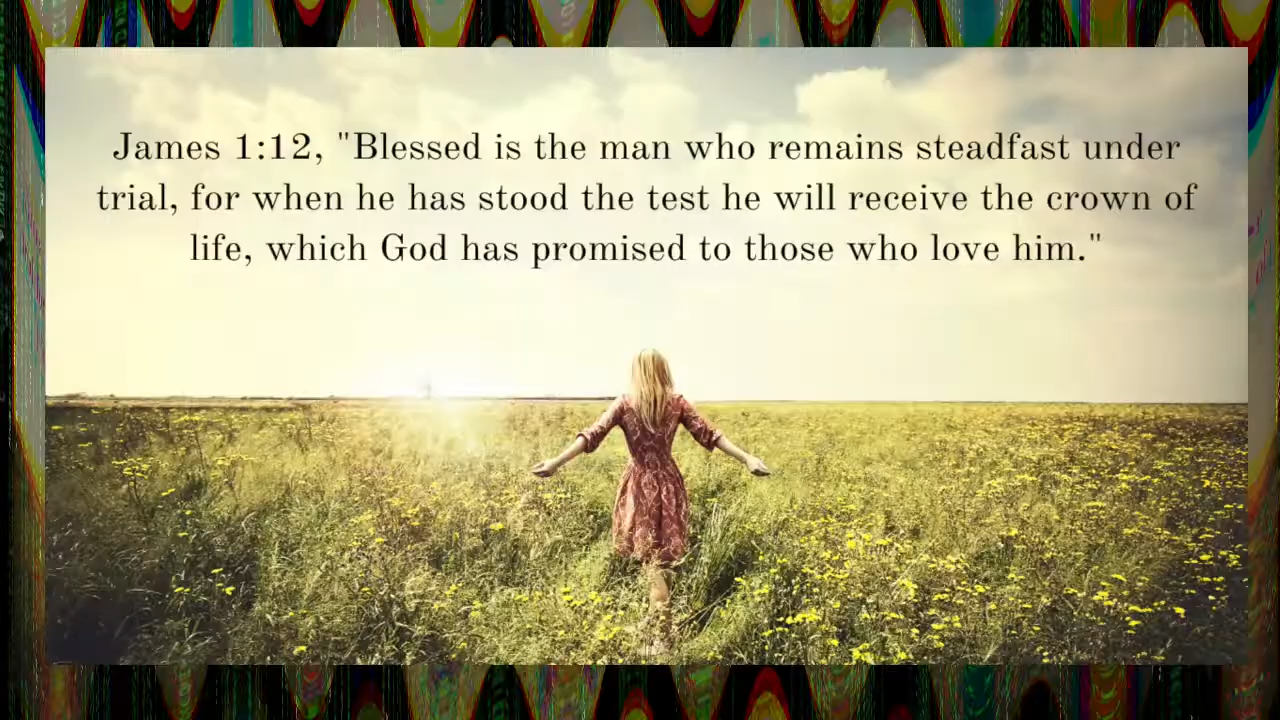 James 1:12, "Blessed is the man who remains steadfast under
trial, for when he has stood the test he will receive the crown of
life, which God has promised to those who love him."